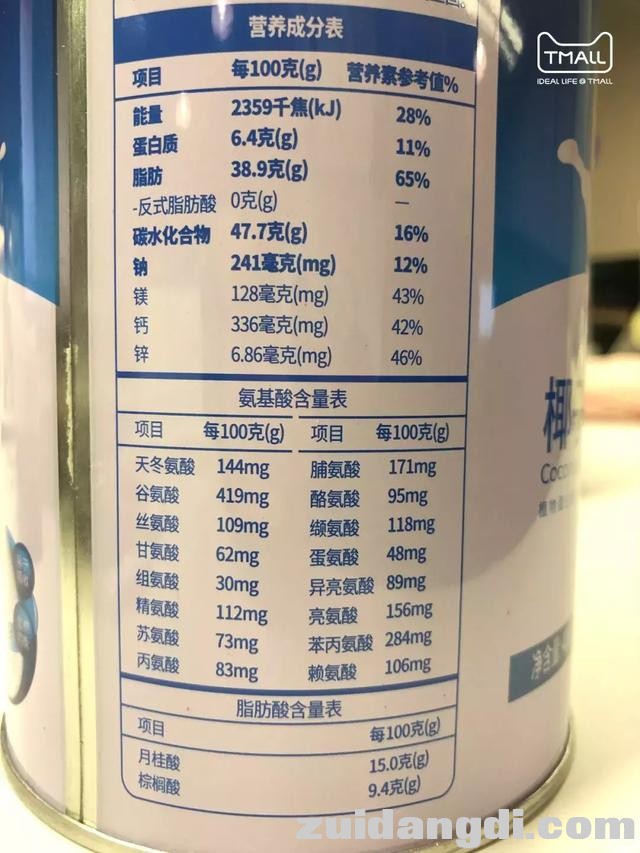 TMALL
IDEAL LIFE @ TMALL
营养成分表
项目 每100克(g) 营养素参考值%
能量 2359千焦(kJ) 28%
蛋白质 6.4克(g) 11%
脂肪 38.9克(g) 65%
-反式脂肪酸 0克(g) —
碳水化合物 47.7克(g) 16%
钠 241毫克(mg) 12%
镁 128毫克(mg) 43%
钙 336毫克(mg) 42%
锌 6.86毫克(mg) 46%
氨基酸含量表
项目 每100克(g) 项目 每100克(g)
天冬氨酸 144mg 脯氨酸 171mg
谷氨酸 419mg 酪氨酸 95mg
丝氨酸 109mg 缬氨酸 118mg
甘氨酸 62mg 蛋氨酸 48mg
组氨酸 30mg 异亮氨酸 89mg
精氨酸 112mg 亮氨酸 156mg
苏氨酸 73mg 苯丙氨酸 284mg
丙氨酸 83mg 赖氨酸 106mg
脂肪酸含量表
项目 每100克(g)
月桂酸 15.0克(g)
棕榈酸 9.4克(g)
椰
Coco
植物
净含量
zuidangdi.com